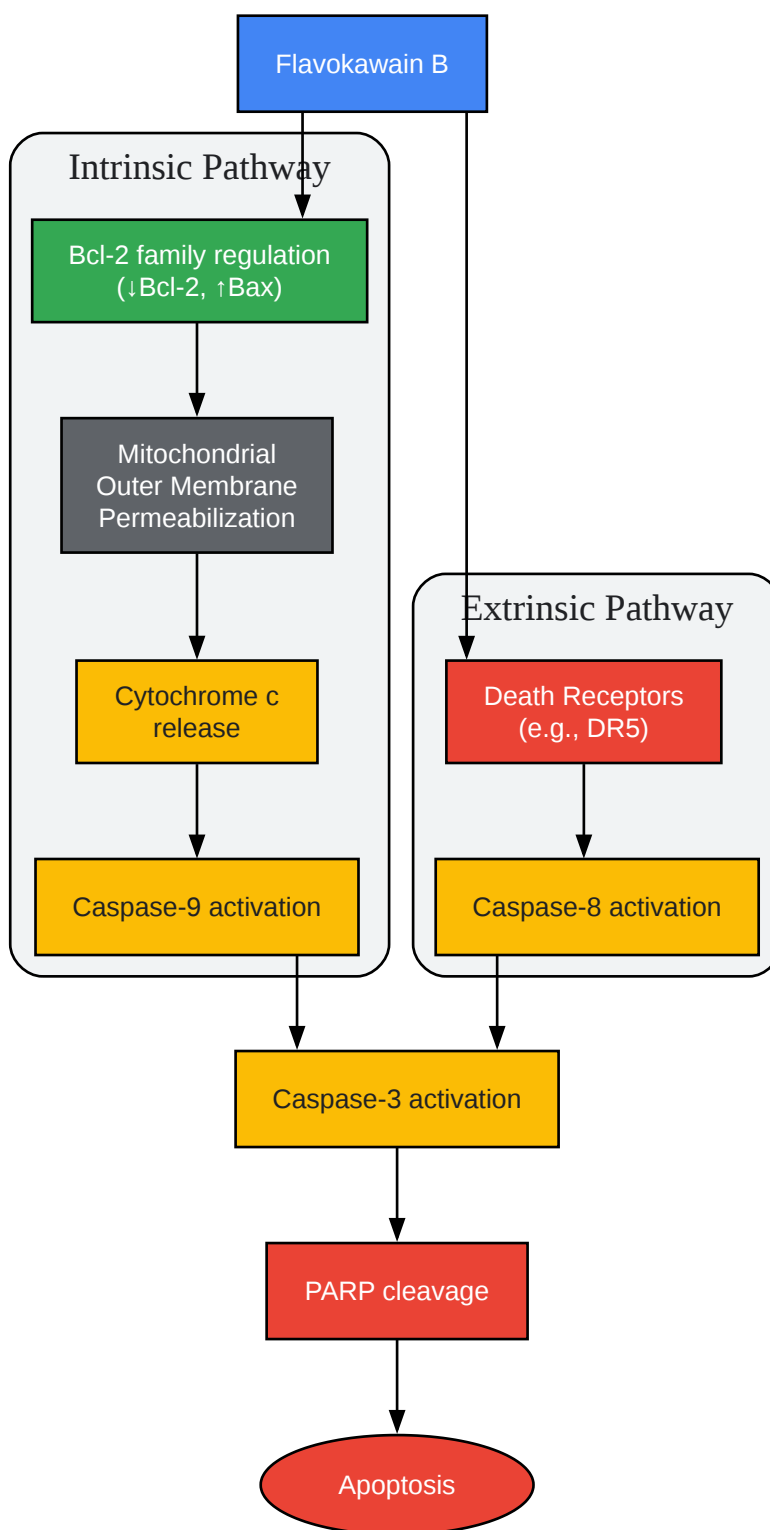 Flavokawain B
Intrinsic Pathway
Bcl-2 family regulation
(↓Bcl-2, ↑Bax)
Mitochondrial
Outer Membrane
Permeabilization
Cytochrome c
release
Caspase-9 activation
Extrinsic Pathway
Death Receptors
(e.g., DR5)
Caspase-8 activation
Caspase-3 activation
PARP cleavage
Apoptosis